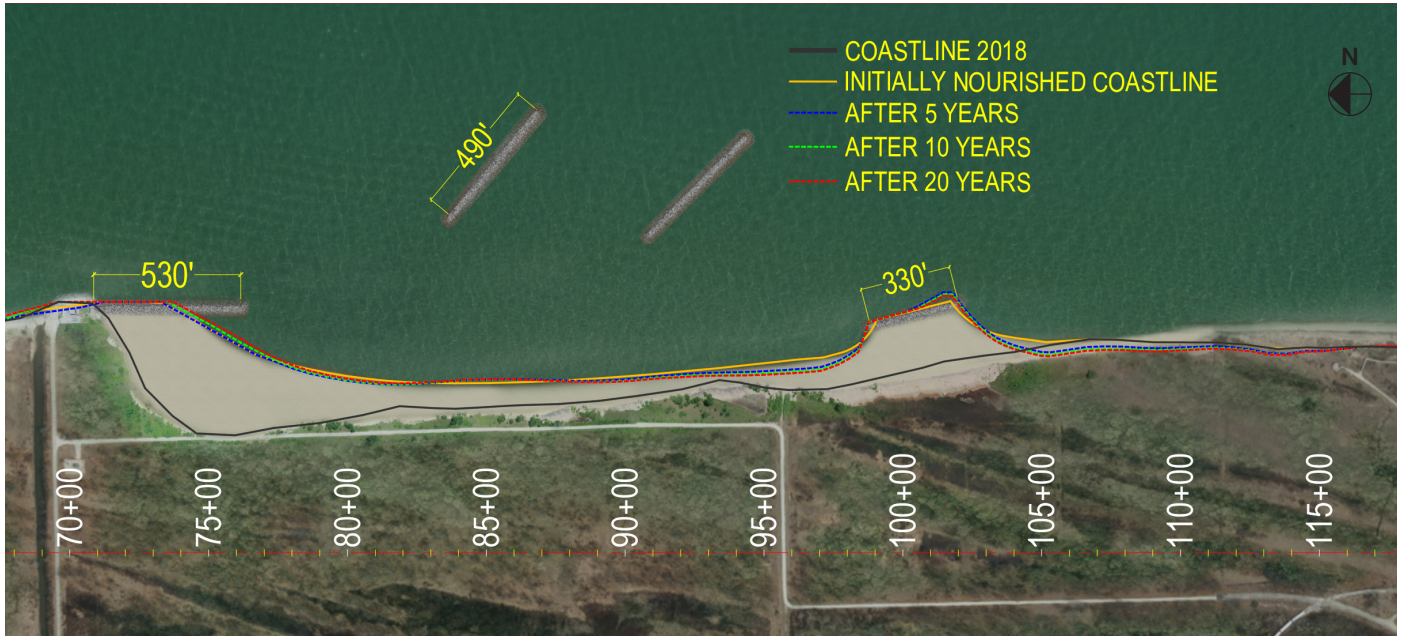 COASTLINE 2018
INITIALLY NOURISHED COASTLINE
AFTER 5 YEARS
AFTER 10 YEARS
AFTER 20 YEARS
N
490'
530'
330'
70+00
75+00
80+00
85+00
90+00
95+00
100+00
105+00
110+00
115+00